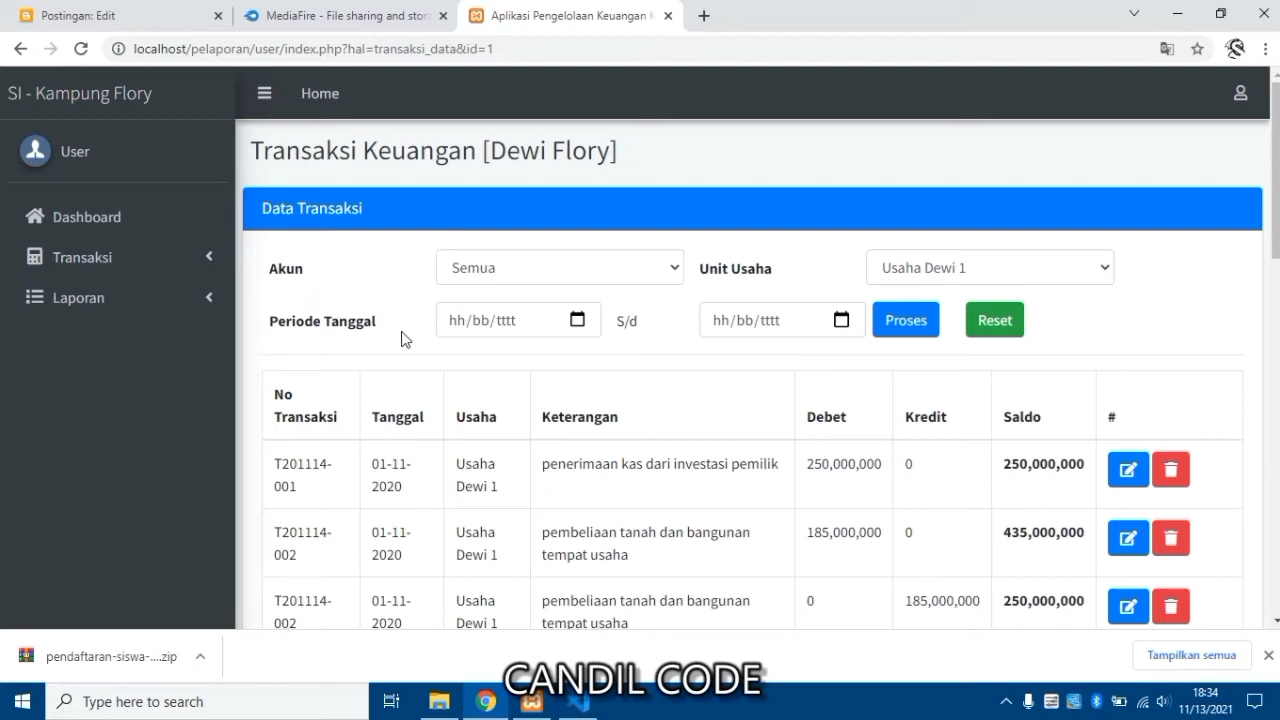 Postingan: Edit
MediaFire - File sharing and stora
Aplikasi Pengelolaan Keuangan K
localhost/pelaporan/user/index.php?hal=transaksi_data&id=1
SI - Kampung Flory
Home
User
Dashboard
Transaksi
Laporan
Transaksi Keuangan [Dewi Flory]
Data Transaksi
Akun Semua Unit Usaha Usaha Dewi 1
Periode Tanggal hh/bb/tttt S/d hh/bb/tttt Proses Reset
No
Transaksi Tanggal Usaha Keterangan Debet Kredit Saldo #
T201114- 01-11- Usaha penerimaan kas dari investasi pemilik 250,000,000 0 250,000,000
001 2020 Dewi 1
T201114- 01-11- Usaha pembeliaan tanah dan bangunan 185,000,000 0 435,000,000
002 2020 Dewi 1 tempat usaha
T201114- 01-11- Usaha pembeliaan tanah dan bangunan 0 185,000,000 250,000,000
002 2020 Dewi 1 tempat usaha
pendaftaran-siswa-....zip
Tampilkan semua
CANDIL CODE
Type here to search
18:34
11/13/2021